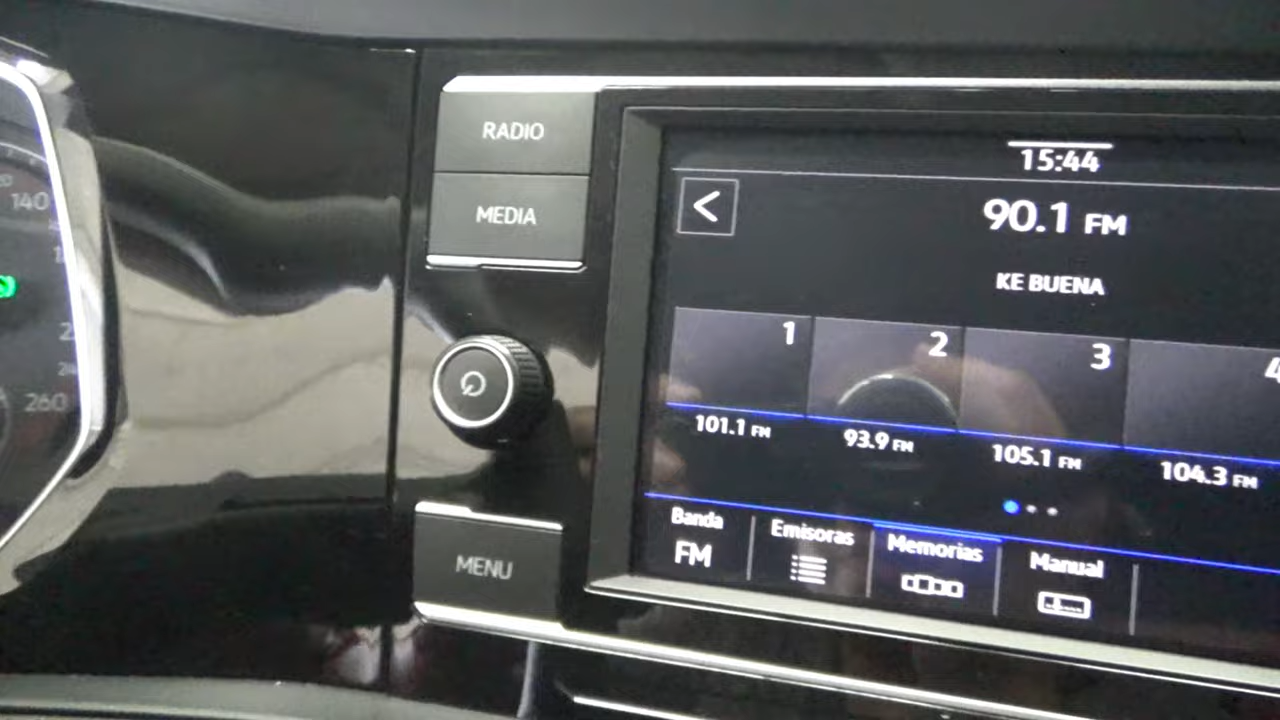 RADIO
MEDIA
MENU
140
260
15:44
90.1 FM
KE BUENA
1
2
3
4
101.1 FM
93.9 FM
105.1 FM
104.3 FM
Banda
FM
Emisoras
Memorias
Manual